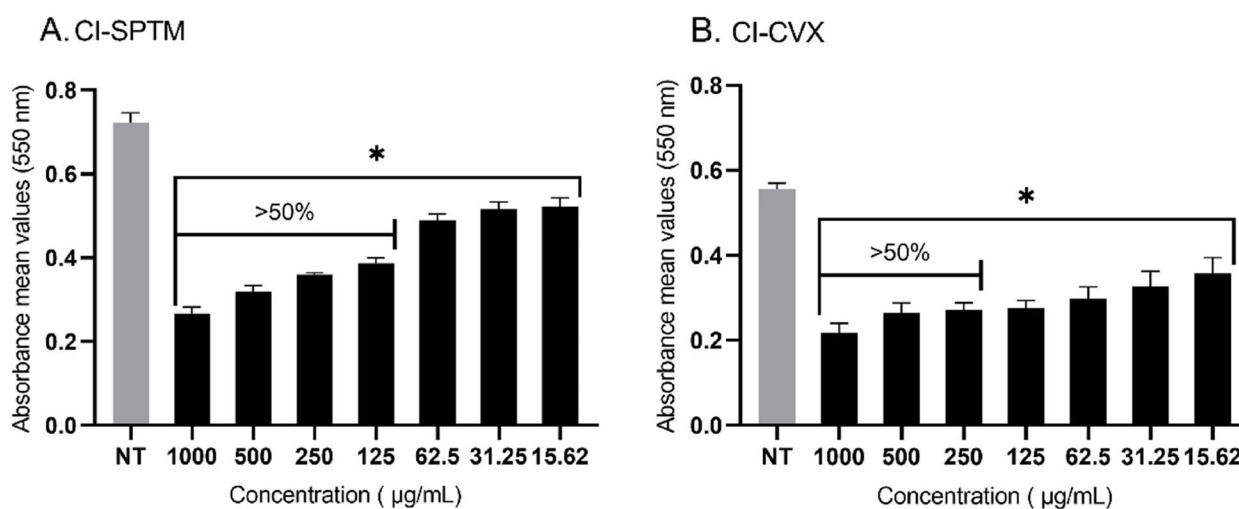 A. CI-SPTM
Absorbance mean values (550 nm)
0.8
0.6
0.4
0.2
0.0
*
>50%
NT 1000 500 250 125 62.5 31.25 15.62
Concentration ( µg/mL)
B. CI-CVX
Absorbance mean values (550 nm)
0.8
0.6
0.4
0.2
0.0
*
>50%
NT 1000 500 250 125 62.5 31.25 15.62
Concentration ( µg/mL)